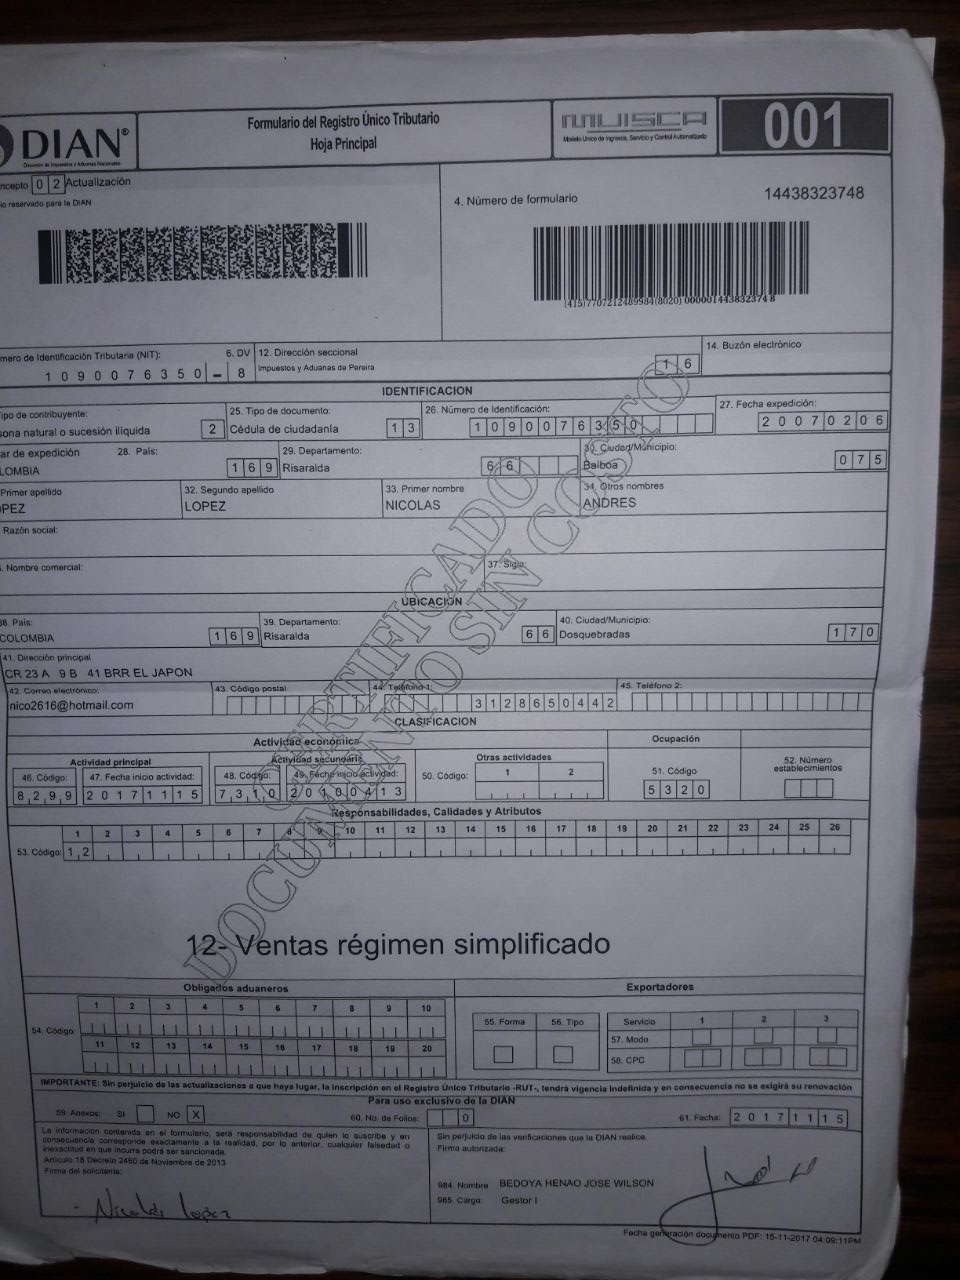 DIAN®
Dirección de Impuestos y Aduanas Nacionales
Formulario del Registro Único Tributario
Hoja Principal
MUISCA
Modelo Único de Ingresos, Servicio y Control Automatizado
001
ncepto 0 2 Actualización
io reservado para la DIAN
4. Número de formulario
14438323748
(415)7707212489984(8020) 0000014438323748
mero de Identificación Tributaria (NIT):
6. DV
12. Dirección seccional
14. Buzón electrónico
1 0 9 0 0 7 6 3 5 0 - 8
Impuestos y Aduanas de Pereira
1 6
IDENTIFICACION
ipo de contribuyente:
25. Tipo de documento:
26. Número de Identificación:
27. Fecha expedición:
sona natural o sucesión ilíquida 2
Cédula de ciudadanía 1 3
1 0 9 0 0 7 6 3 5 0
2 0 0 7 0 2 0 6
ar de expedición 28. País:
29. Departamento:
30. Ciudad/Municipio:
LOMBIA 1 6 9
Risaralda 6 6
Balboa 0 7 5
Primer apellido
32. Segundo apellido
33. Primer nombre
34. Otros nombres
PEZ
LOPEZ
NICOLAS
ANDRES
Razón social:
. Nombre comercial:
37. Sigla:
UBICACIÓN
38. País:
39. Departamento:
40. Ciudad/Municipio:
COLOMBIA 1 6 9
Risaralda 6 6
Dosquebradas 1 7 0
41. Dirección principal
CR 23 A 9 B 41 BRR EL JAPON
42. Correo electrónico:
43. Código postal
44. Teléfono 1:
45. Teléfono 2:
nico2616@hotmail.com
3 1 2 8 6 5 0 4 4 2
CLASIFICACION
Actividad económica
Ocupación
Actividad principal
Actividad secundaria
Otras actividades
52. Número establecimientos
46. Código:
47. Fecha inicio actividad:
48. Código:
49. Fecha inicio actividad:
50. Código:
1 2
51. Código
8 2 9 9
2 0 1 7 1 1 1 5
7 3 1 0
2 0 1 0 0 4 1 3
5 3 2 0
Responsabilidades, Calidades y Atributos
1 2 3 4 5 6 7 8 9 10 11 12 13 14 15 16 17 18 19 20 21 22 23 24 25 26
53. Código: 1 2
12- Ventas régimen simplificado
CERTIFICADO
DOCUMENTO SIN COSTO
Obligados aduaneros
Exportadores
1 2 3 4 5 6 7 8 9 10
54. Código:
11 12 13 14 15 16 17 18 19 20
55. Forma
56. Tipo
Servicio 1 2 3
57. Modo
58. CPC
IMPORTANTE: Sin perjuicio de las actualizaciones a que haya lugar, la inscripción en el Registro Único Tributario -RUT-, tendrá vigencia indefinida y en consecuencia no se exigirá su renovación
Para uso exclusivo de la DIAN
59. Anexos: SI NO X
60. No. de Folios: 0
61. Fecha: 2 0 1 7 1 1 1 5
La información contenida en el formulario, será responsabilidad de quien lo suscribe y en
consecuencia corresponde exactamente a la realidad, por lo anterior, cualquier falsedad o
inexactitud en que incurra podrá ser sancionada.
Artículo 18 Decreto 2460 de Noviembre de 2013
Firma del solicitante:
Nicolas Lopez
Sin perjuicio de las verificaciones que la DIAN realice.
Firma autorizada:
984. Nombre BEDOYA HENAO JOSE WILSON
985. Cargo: Gestor I
Fecha generación documento PDF: 15-11-2017 04:09:11PM